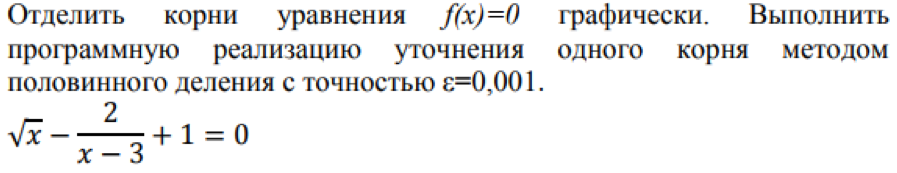 Отделить корни уравнения f(x)=0 графически. Выполнить
программную реализацию уточнения одного корня методом
половинного деления с точностью ε=0,001.
√x − 2/(x − 3) + 1 = 0